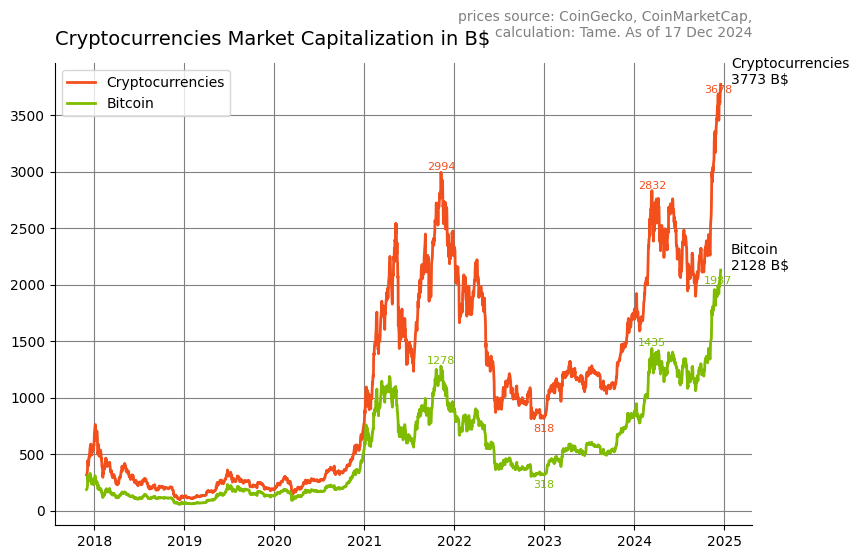 prices source: CoinGecko, CoinMarketCap,
calculation: Tame. As of 17 Dec 2024
Cryptocurrencies Market Capitalization in B$
Cryptocurrencies
Bitcoin
Cryptocurrencies
3773 B$
3678
2994
2832
Bitcoin
2128 B$
1987
1435
1278
818
318
3500
3000
2500
2000
1500
1000
500
0
2018 2019 2020 2021 2022 2023 2024 2025